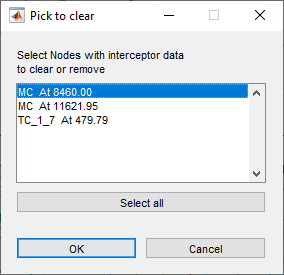 Pick to clear
Select Nodes with interceptor data
to clear or remove
MC  At 8460.00
MC  At 11621.95
TC_1_7  At 479.79
Select all
OK
Cancel